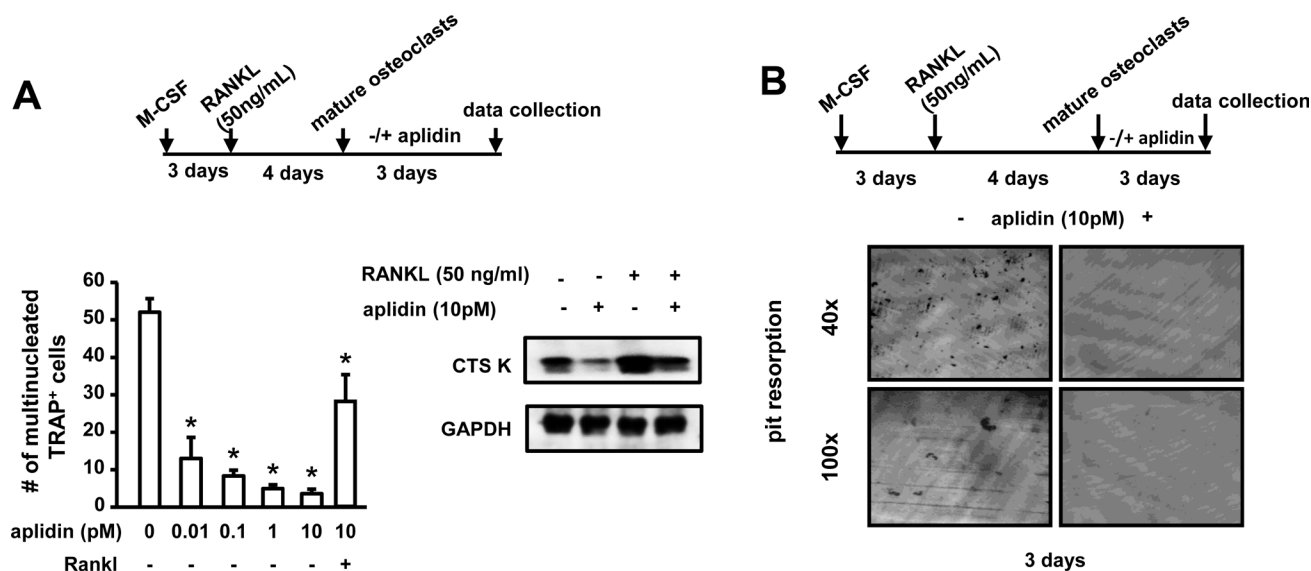 A
M-CSF
RANKL
(50ng/mL)
mature osteoclasts
-/+ aplidin
data collection
3 days
4 days
3 days
# of multinucleated
TRAP+ cells
60
50
40
30
20
10
0
*
*
*
*
*
aplidin (pM) 0 0.01 0.1 1 10 10
Rankl - - - - - +
RANKL (50 ng/ml) - - + +
aplidin (10pM) - + - +
CTS K
GAPDH
B
M-CSF
RANKL
(50ng/mL)
mature osteoclasts
-/+ aplidin
data collection
3 days
4 days
3 days
- aplidin (10pM) +
pit resorption
40x
100x
3 days